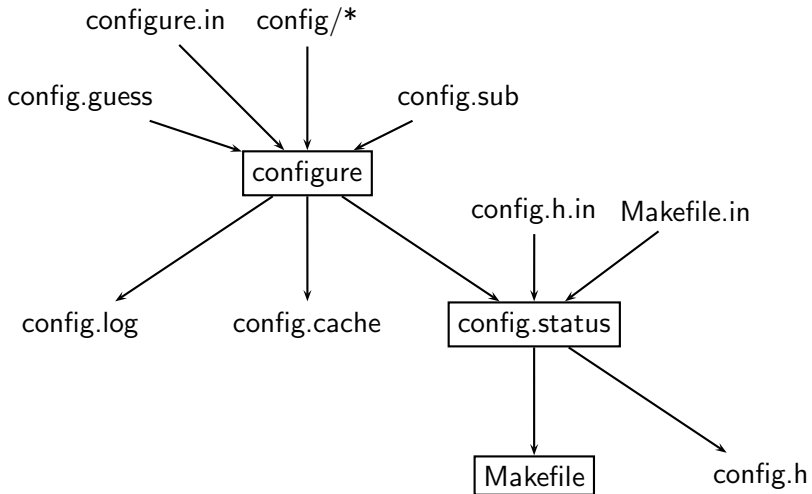 configure.in
config/*
config.guess
config.sub
configure
config.h.in
Makefile.in
config.log
config.cache
config.status
Makefile
config.h